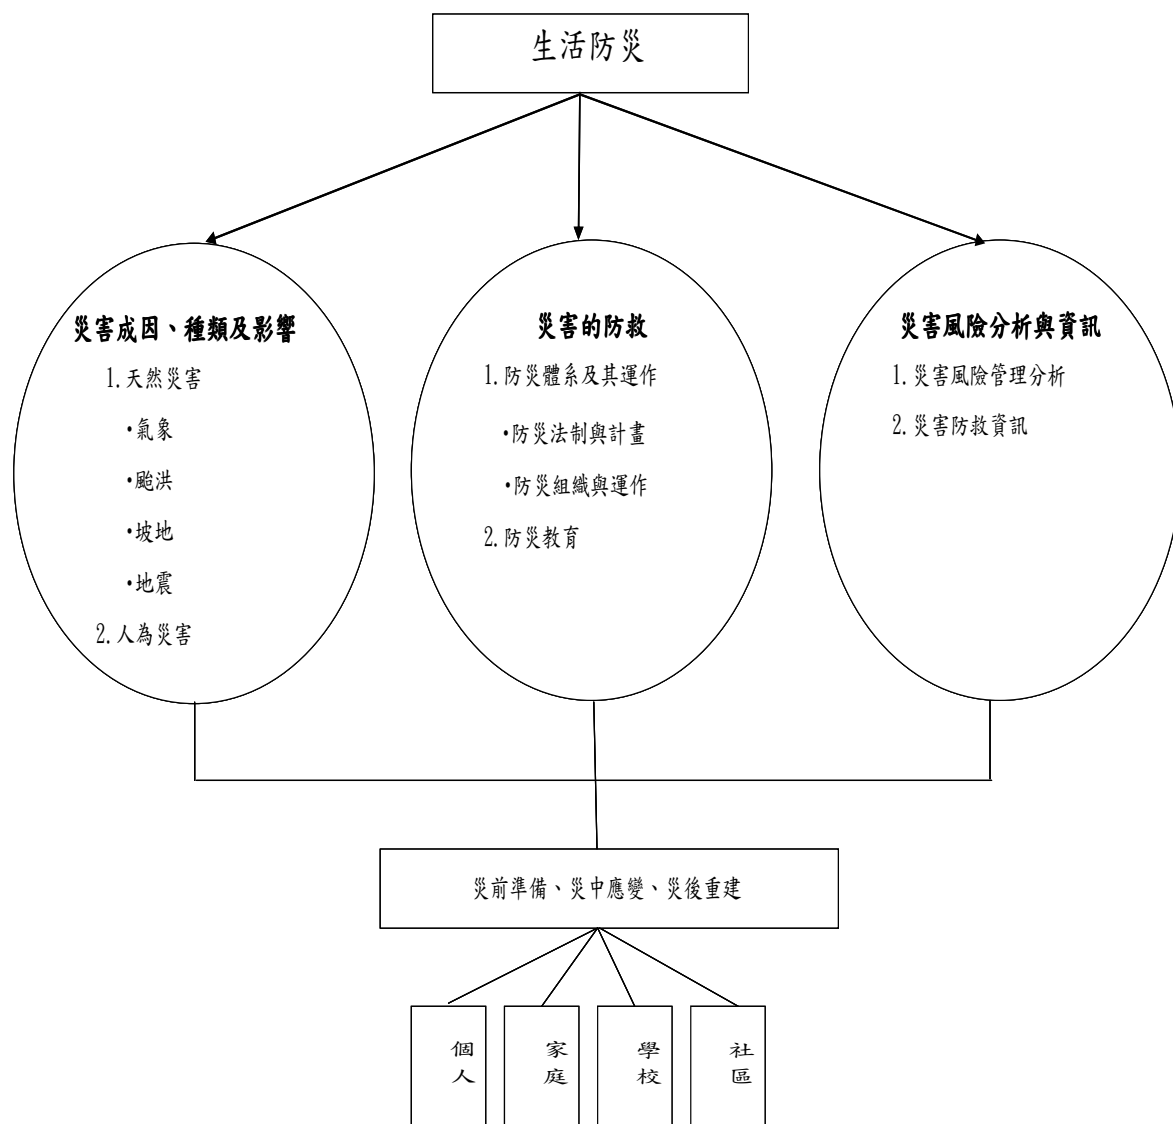 生活防災
災害成因、種類及影響
1.天然災害
•氣象
•颱洪
•坡地
•地震
2.人為災害
災害的防救
1.防災體系及其運作
•防災法制與計畫
•防災組織與運作
2.防災教育
災害風險分析與資訊
1.災害風險管理分析
2.災害防救資訊
災前準備、災中應變、災後重建
個人
家庭
學校
社區